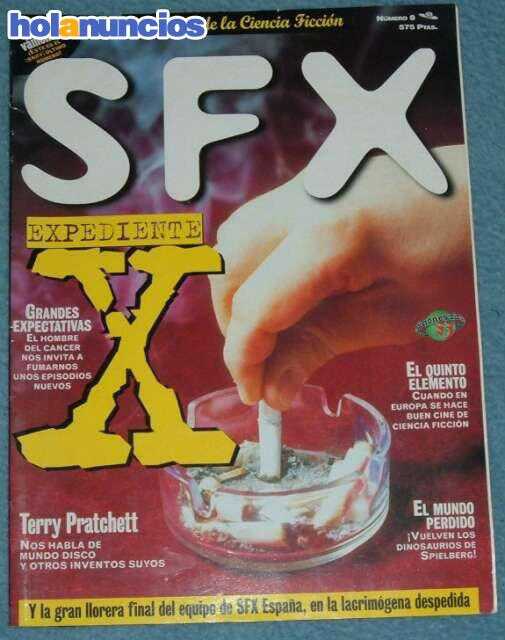 holanuncios
de la Ciencia Ficción
NÚMERO 9
575 PTAS.
SFX
EXPEDIENTE
X
GRANDES
EXPECTATIVAS
EL HOMBRE
DEL CANCER
NOS INVITA A
FUMARNOS
UNOS EPISODIOS
NUEVOS
EL QUINTO
ELEMENTO
CUANDO EN
EUROPA SE HACE
BUEN CINE DE
CIENCIA FICCIÓN
Terry Pratchett
NOS HABLA DE
MUNDO DISCO
Y OTROS INVENTOS SUYOS
EL MUNDO
PERDIDO
¡VUELVEN LOS
DINOSAURIOS DE
SPIELBERG!
Y la gran llorera final del equipo de SFX España, en la lacrimógena despedida